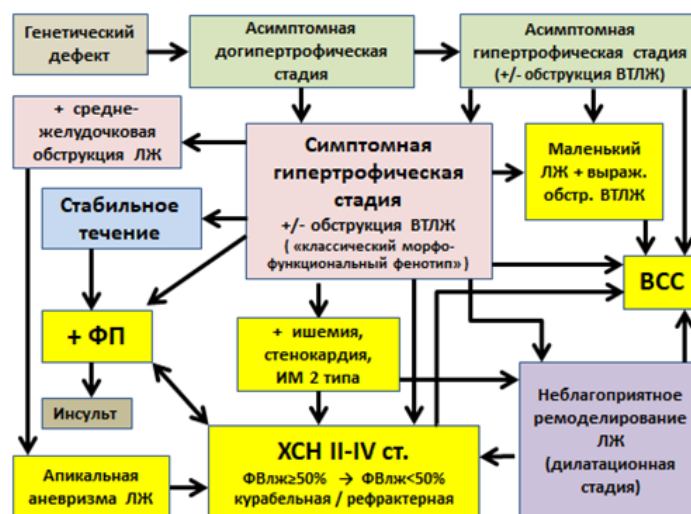 Генетический
дефект
Асимптомная
догипертрофическая
стадия
Асимптомная
гипертрофическая стадия
(+/- обструкция ВТЛЖ)
+ средне-
желудочковая
обструкция ЛЖ
Симптомная
гипертрофическая
стадия
+/- обструкция ВТЛЖ
( «классический морфо-
функциональный фенотип»)
Маленький
ЛЖ + выраж.
обстр. ВТЛЖ
Стабильное
течение
ВСС
+ ФП
+ ишемия,
стенокардия,
ИМ 2 типа
Инсульт
Неблагоприятное
ремоделирование
ЛЖ
(дилатационная
стадия)
Апикальная
аневризма ЛЖ
ХСН II-IV ст.
ФВлж≥50% → ФВлж<50%
курабельная / рефрактерная